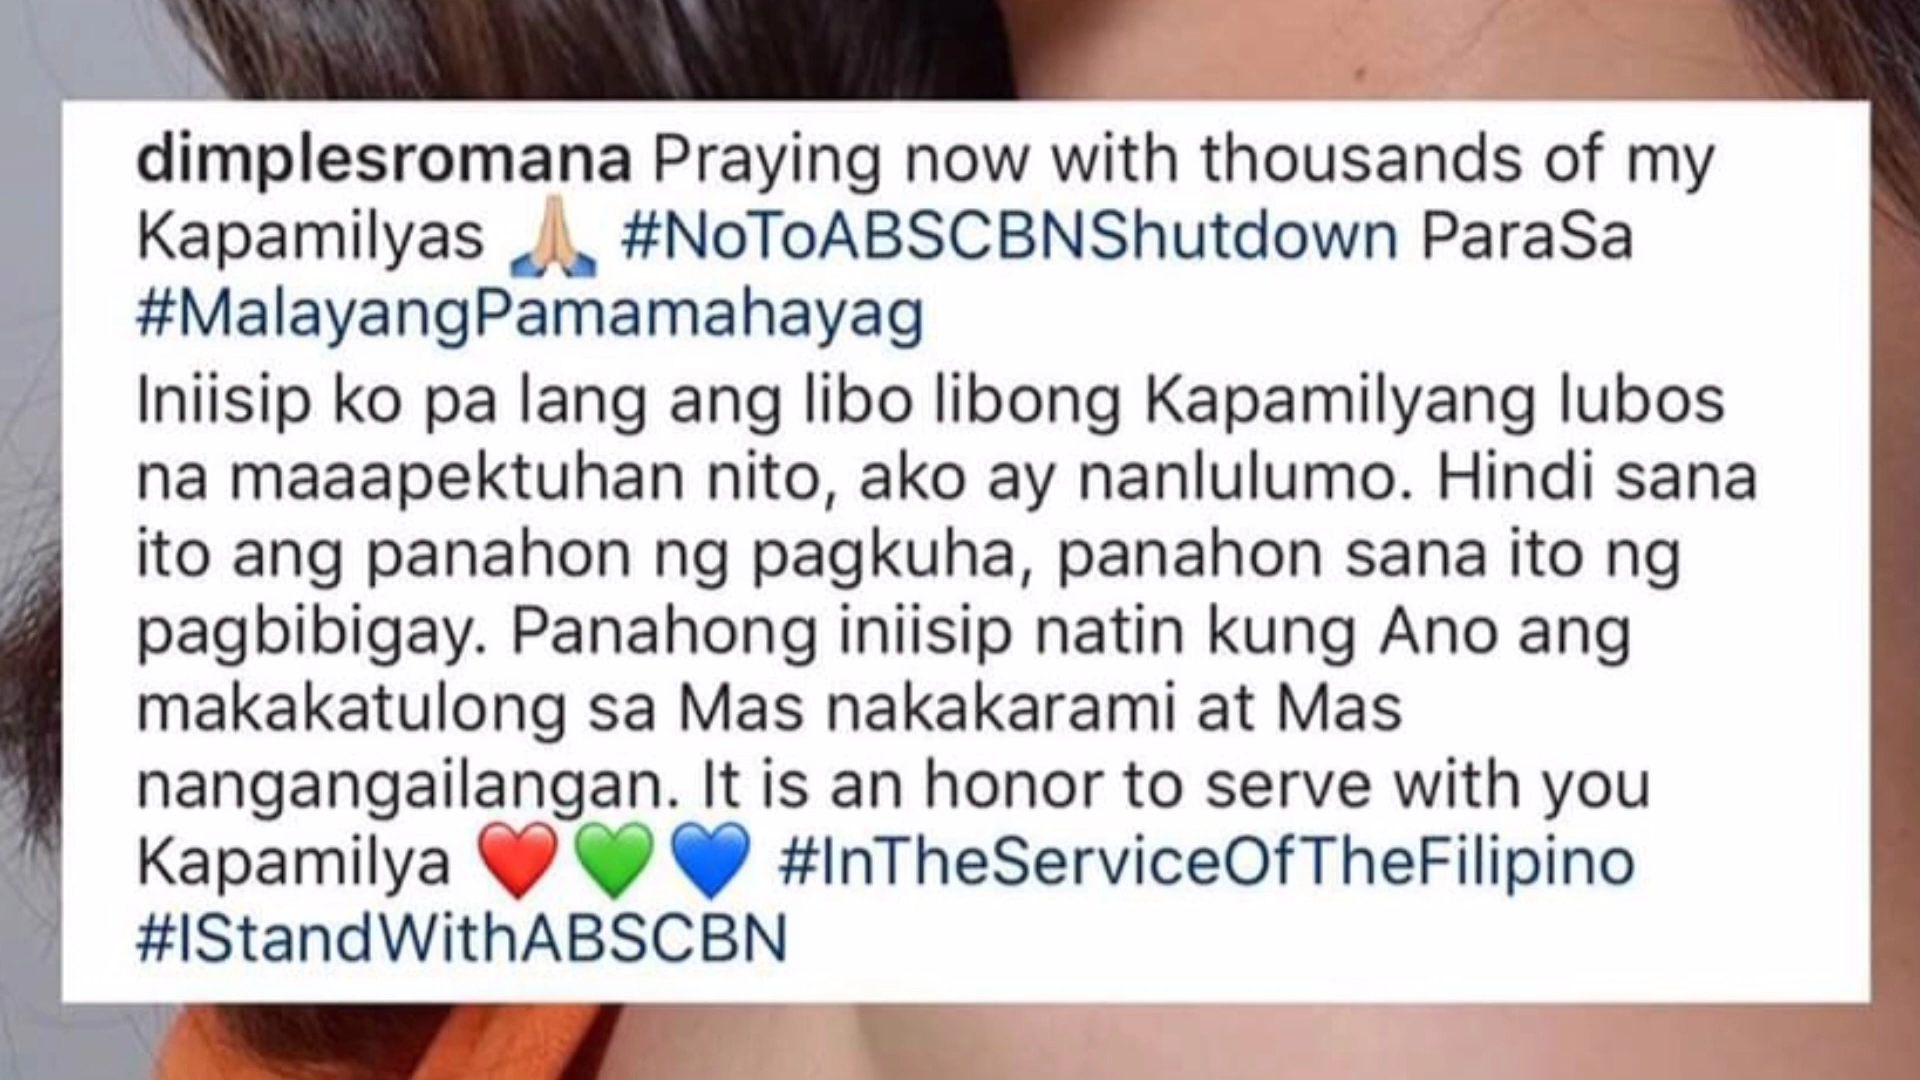 dimplesromana Praying now with thousands of my
Kapamilyas 🙏🏼 #NoToABSCBNShutdown ParaSa
#MalayangPamamahayag
Iniisip ko pa lang ang libo libong Kapamilyang lubos
na maaapektuhan nito, ako ay nanlulumo. Hindi sana
ito ang panahon ng pagkuha, panahon sana ito ng
pagbibigay. Panahong iniisip natin kung Ano ang
makakatulong sa Mas nakakarami at Mas
nangangailangan. It is an honor to serve with you
Kapamilya ❤️💚💙 #InTheServiceOfTheFilipino
#IStandWithABSCBN